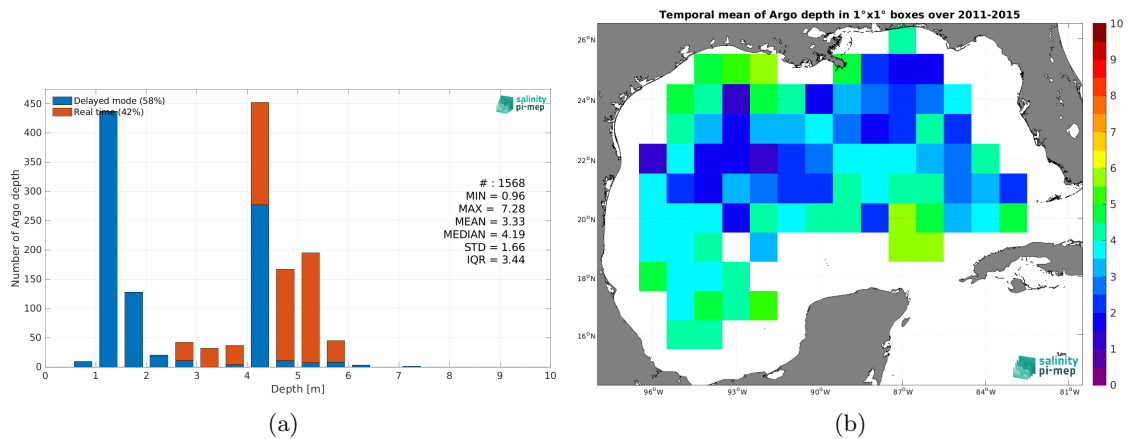 Delayed mode (58%)
Real time (42%)
salinity
pi-mep
450
400
350
300
250
200
150
100
50
0
Number of Argo depth
# : 1568
MIN = 0.96
MAX = 7.28
MEAN = 3.33
MEDIAN = 4.19
STD = 1.66
IQR = 3.44
0 1 2 3 4 5 6 7 8 9 10
Depth [m]
(a)
Temporal mean of Argo depth in 1°x1° boxes over 2011-2015
26°N
24°N
22°N
20°N
18°N
16°N
96°W 93°W 90°W 87°W 84°W 81°W
salinity
pi-mep
10
9
8
7
6
5
4
3
2
1
0
(b)